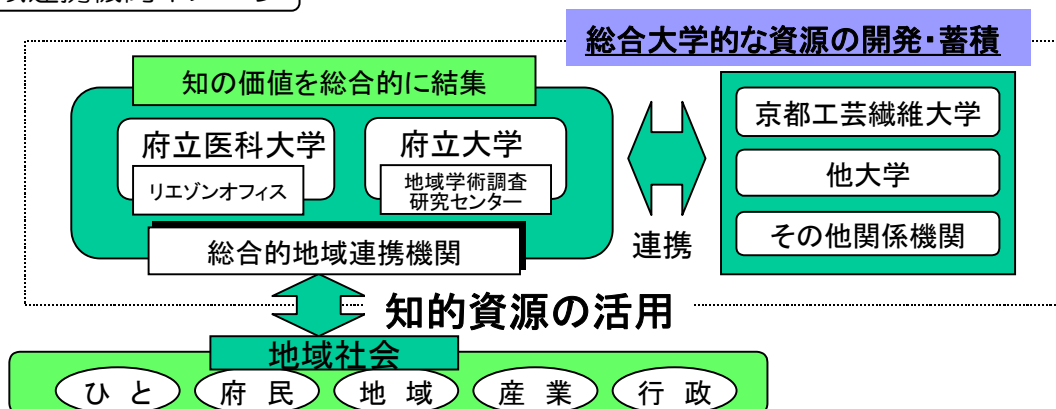 総合大学的な資源の開発・蓄積
知の価値を総合的に結集
府立医科大学
リエゾンオフィス
府立大学
地域学術調査
研究センター
総合的地域連携機関
連携
京都工芸繊維大学
他大学
その他関係機関
知的資源の活用
地域社会
ひと
府民
地域
産業
行政